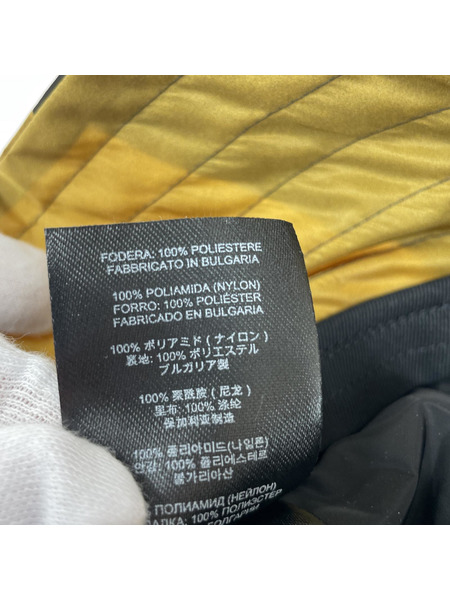 FODERA: 100% POLIESTERE
FABBRICATO IN BULGARIA
100% POLIAMIDA (NYLON)
FORRO: 100% POLIÉSTER
FABRICADO EN BULGARIA
100% ポリアミド ( ナイロン )
裏地: 100% ポリエステル
ブルガリア製
100% 聚酰胺 ( 尼龙 )
里布: 100% 涤纶
保加利亚制造
100% 폴리아미드(나일론)
안감: 100% 폴리에스테르
불가리아산
ПОЛИАМИД (НЕЙЛОН)
100% ПОЛИЭСТЕР